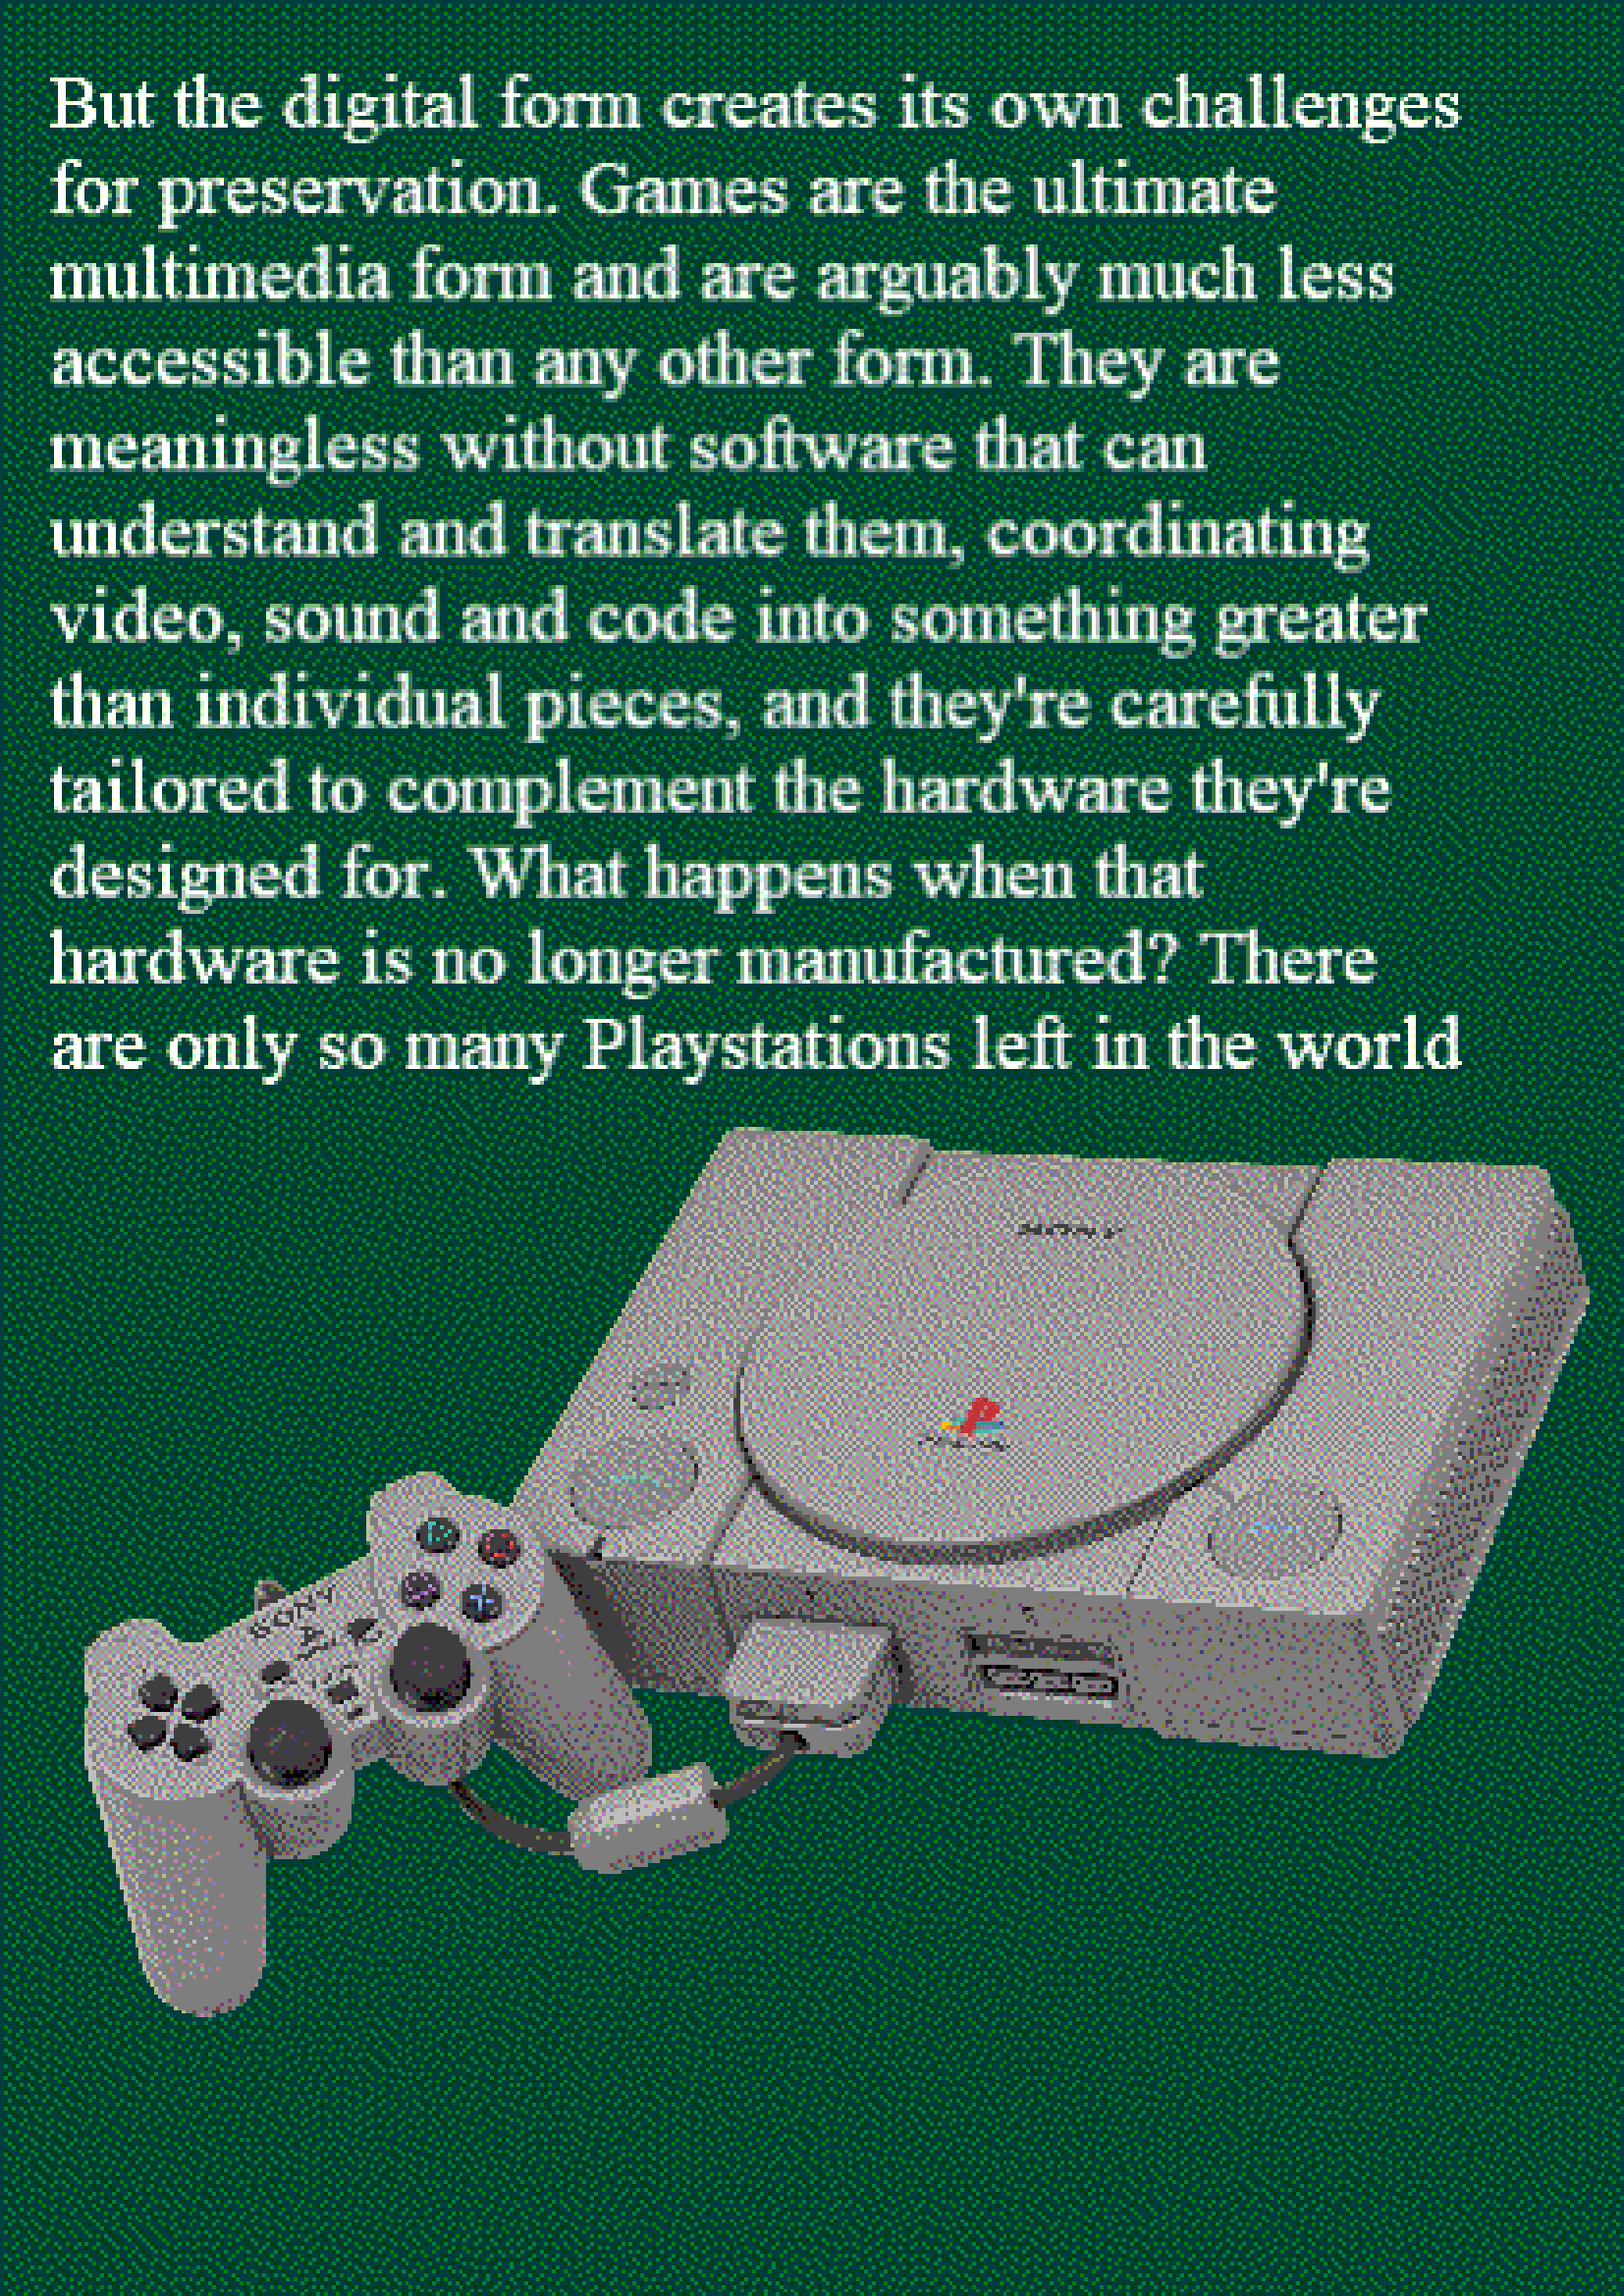 But the digital form creates its own challenges
for preservation. Games are the ultimate
multimedia form and are arguably much less
accessible than any other form. They are
meaningless without software that can
understand and translate them, coordinating
video, sound and code into something greater
than individual pieces, and they're carefully
tailored to complement the hardware they're
designed for. What happens when that
hardware is no longer manufactured? There
are only so many Playstations left in the world
SONY